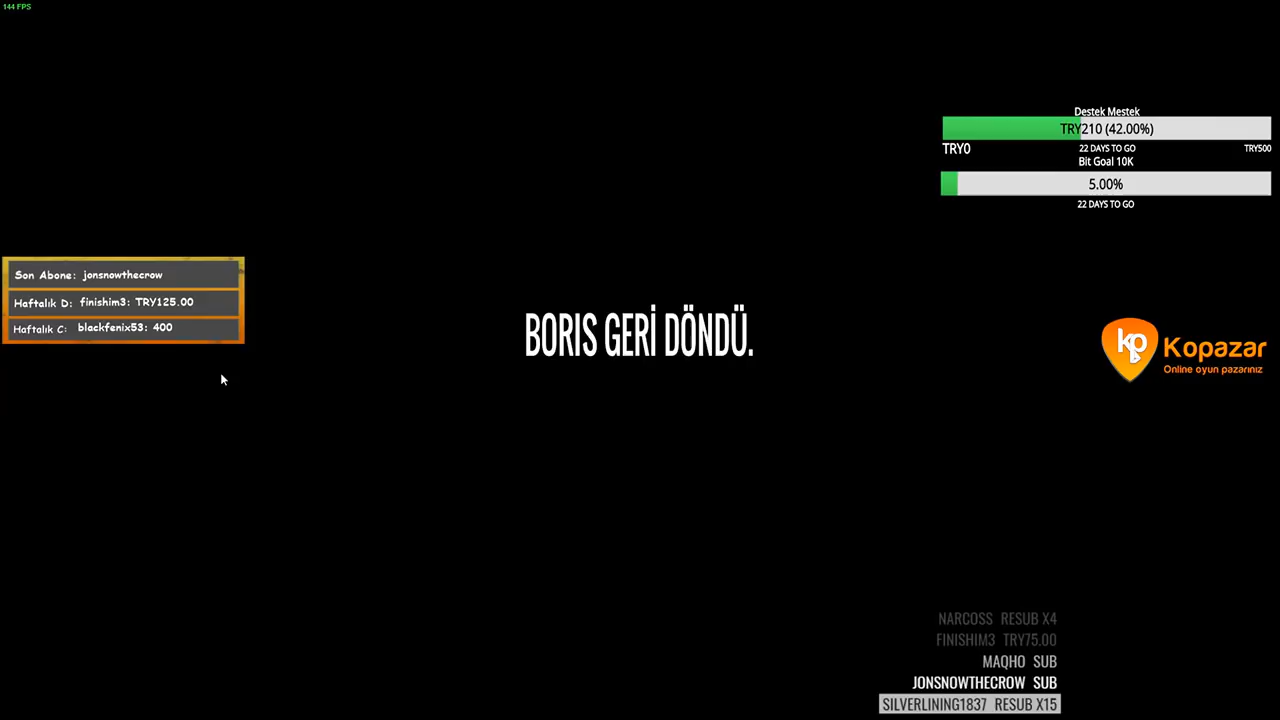 144 FPS
Destek Mestek
TRY210 (42.00%)
TRY0
22 DAYS TO GO
TRY500
Bit Goal 10K
5.00%
22 DAYS TO GO
Son Abone: jonsnowthecrow
Haftalık D: finishim3: TRY125.00
Haftalık C: blackfenix53: 400
BORIS GERİ DÖNDÜ.
kp
Kopazar
Online oyun pazarınız
NARCOSS RESUB X4
FINISHIM3 TRY75.00
MAQHO SUB
JONSNOWTHECROW SUB
SILVERLINING1837 RESUB X15